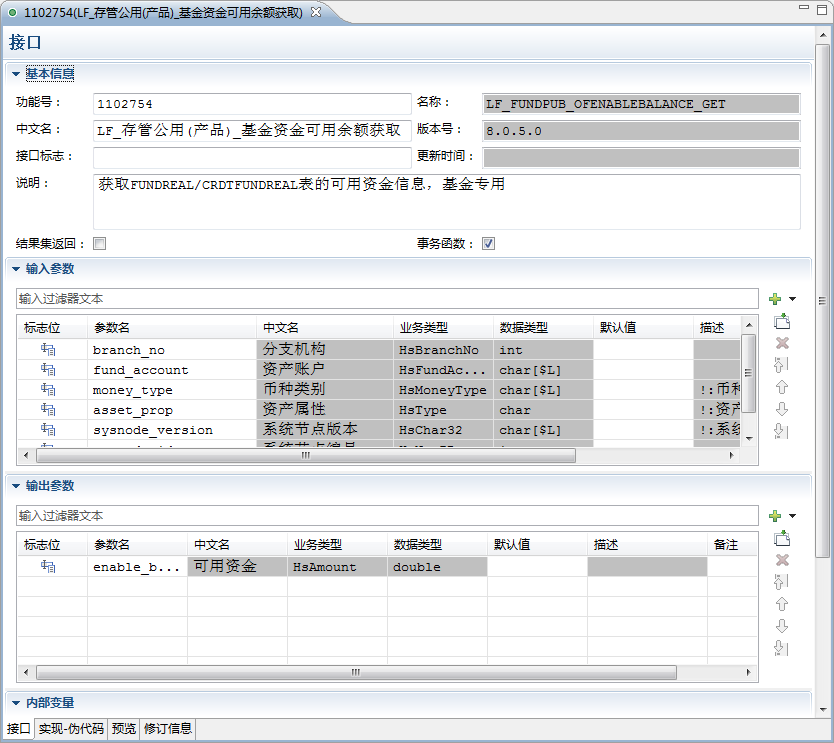 1102754(LF_存管公用(产品)_基金资金可用余额获取)
接口
基本信息
功能号： 1102754 名称： LF_FUNDPUB_OFENABLEBALANCE_GET
中文名： LF_存管公用(产品)_基金资金可用余额获取 版本号： 8.0.5.0
接口标志： 更新时间：
说明： 获取FUNDREAL/CRDTFUNDREAL表的可用资金信息，基金专用
结果集返回： 事务函数：
输入参数
输入过滤器文本
标志位 参数名 中文名 业务类型 数据类型 默认值 描述
branch_no 分支机构 HsBranchNo int
fund_account 资产账户 HsFundAc... char[$L]
money_type 币种类别 HsMoneyType char[$L] !:币种
asset_prop 资产属性 HsType char !:资产
sysnode_version 系统节点版本 HsChar32 char[$L] !:系统
输出参数
输入过滤器文本
标志位 参数名 中文名 业务类型 数据类型 默认值 描述 备注
enable_b... 可用资金 HsAmount double
内部变量
接口 实现-伪代码 预览 修订信息